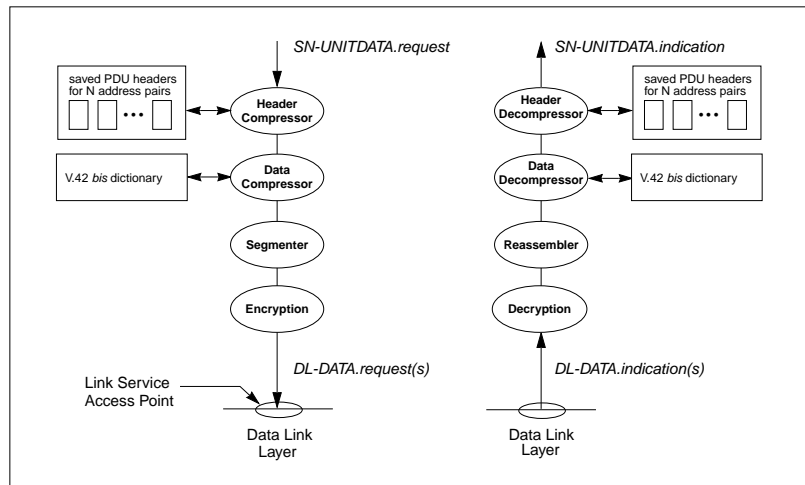 SN-UNITDATA.request
saved PDU headers
for N address pairs
Header
Compressor
V.42 bis dictionary
Data
Compressor
Segmenter
Encryption
DL-DATA.request(s)
Link Service
Access Point
Data Link
Layer
SN-UNITDATA.indication
Header
Decompressor
saved PDU headers
for N address pairs
Data
Decompressor
V.42 bis dictionary
Reassembler
Decryption
DL-DATA.indication(s)
Data Link
Layer